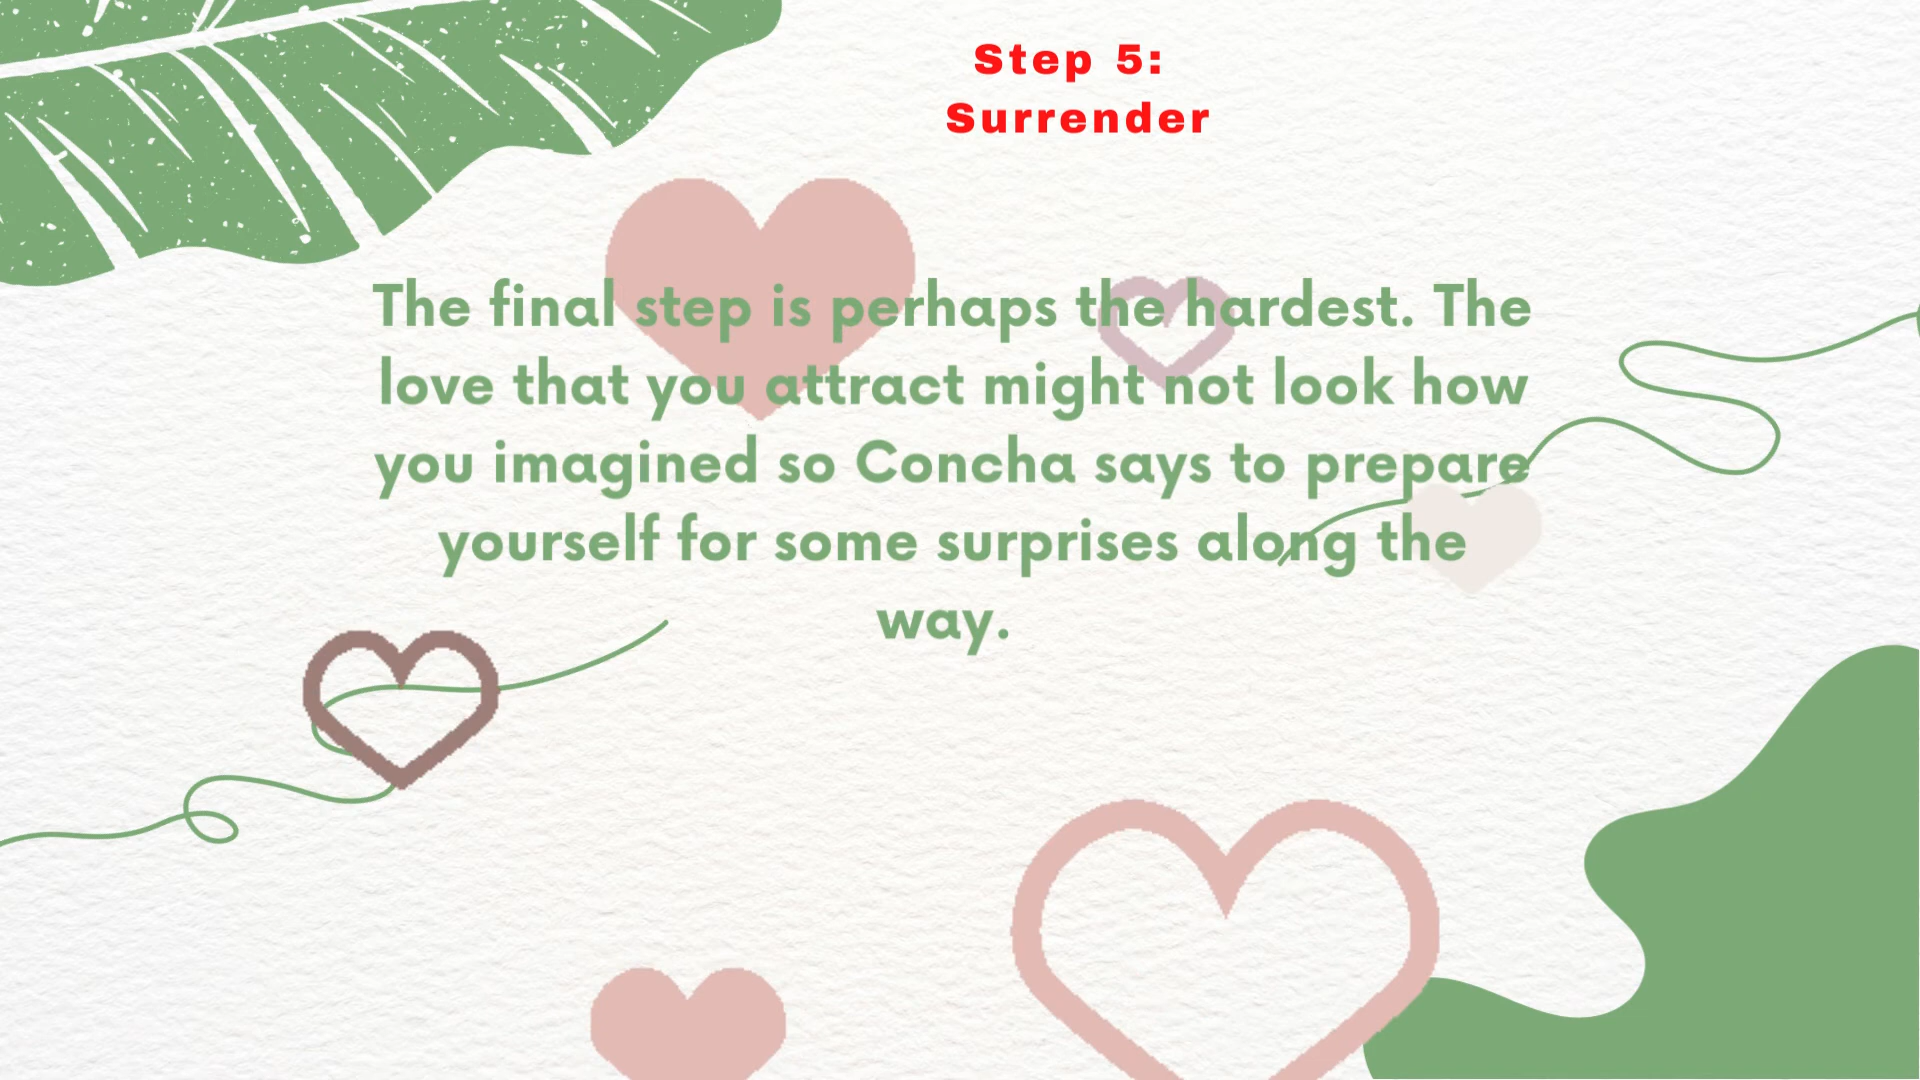 Step 5:
Surrender
The final step is perhaps the hardest. The
love that you attract might not look how
you imagined so Concha says to prepare
yourself for some surprises along the
way.